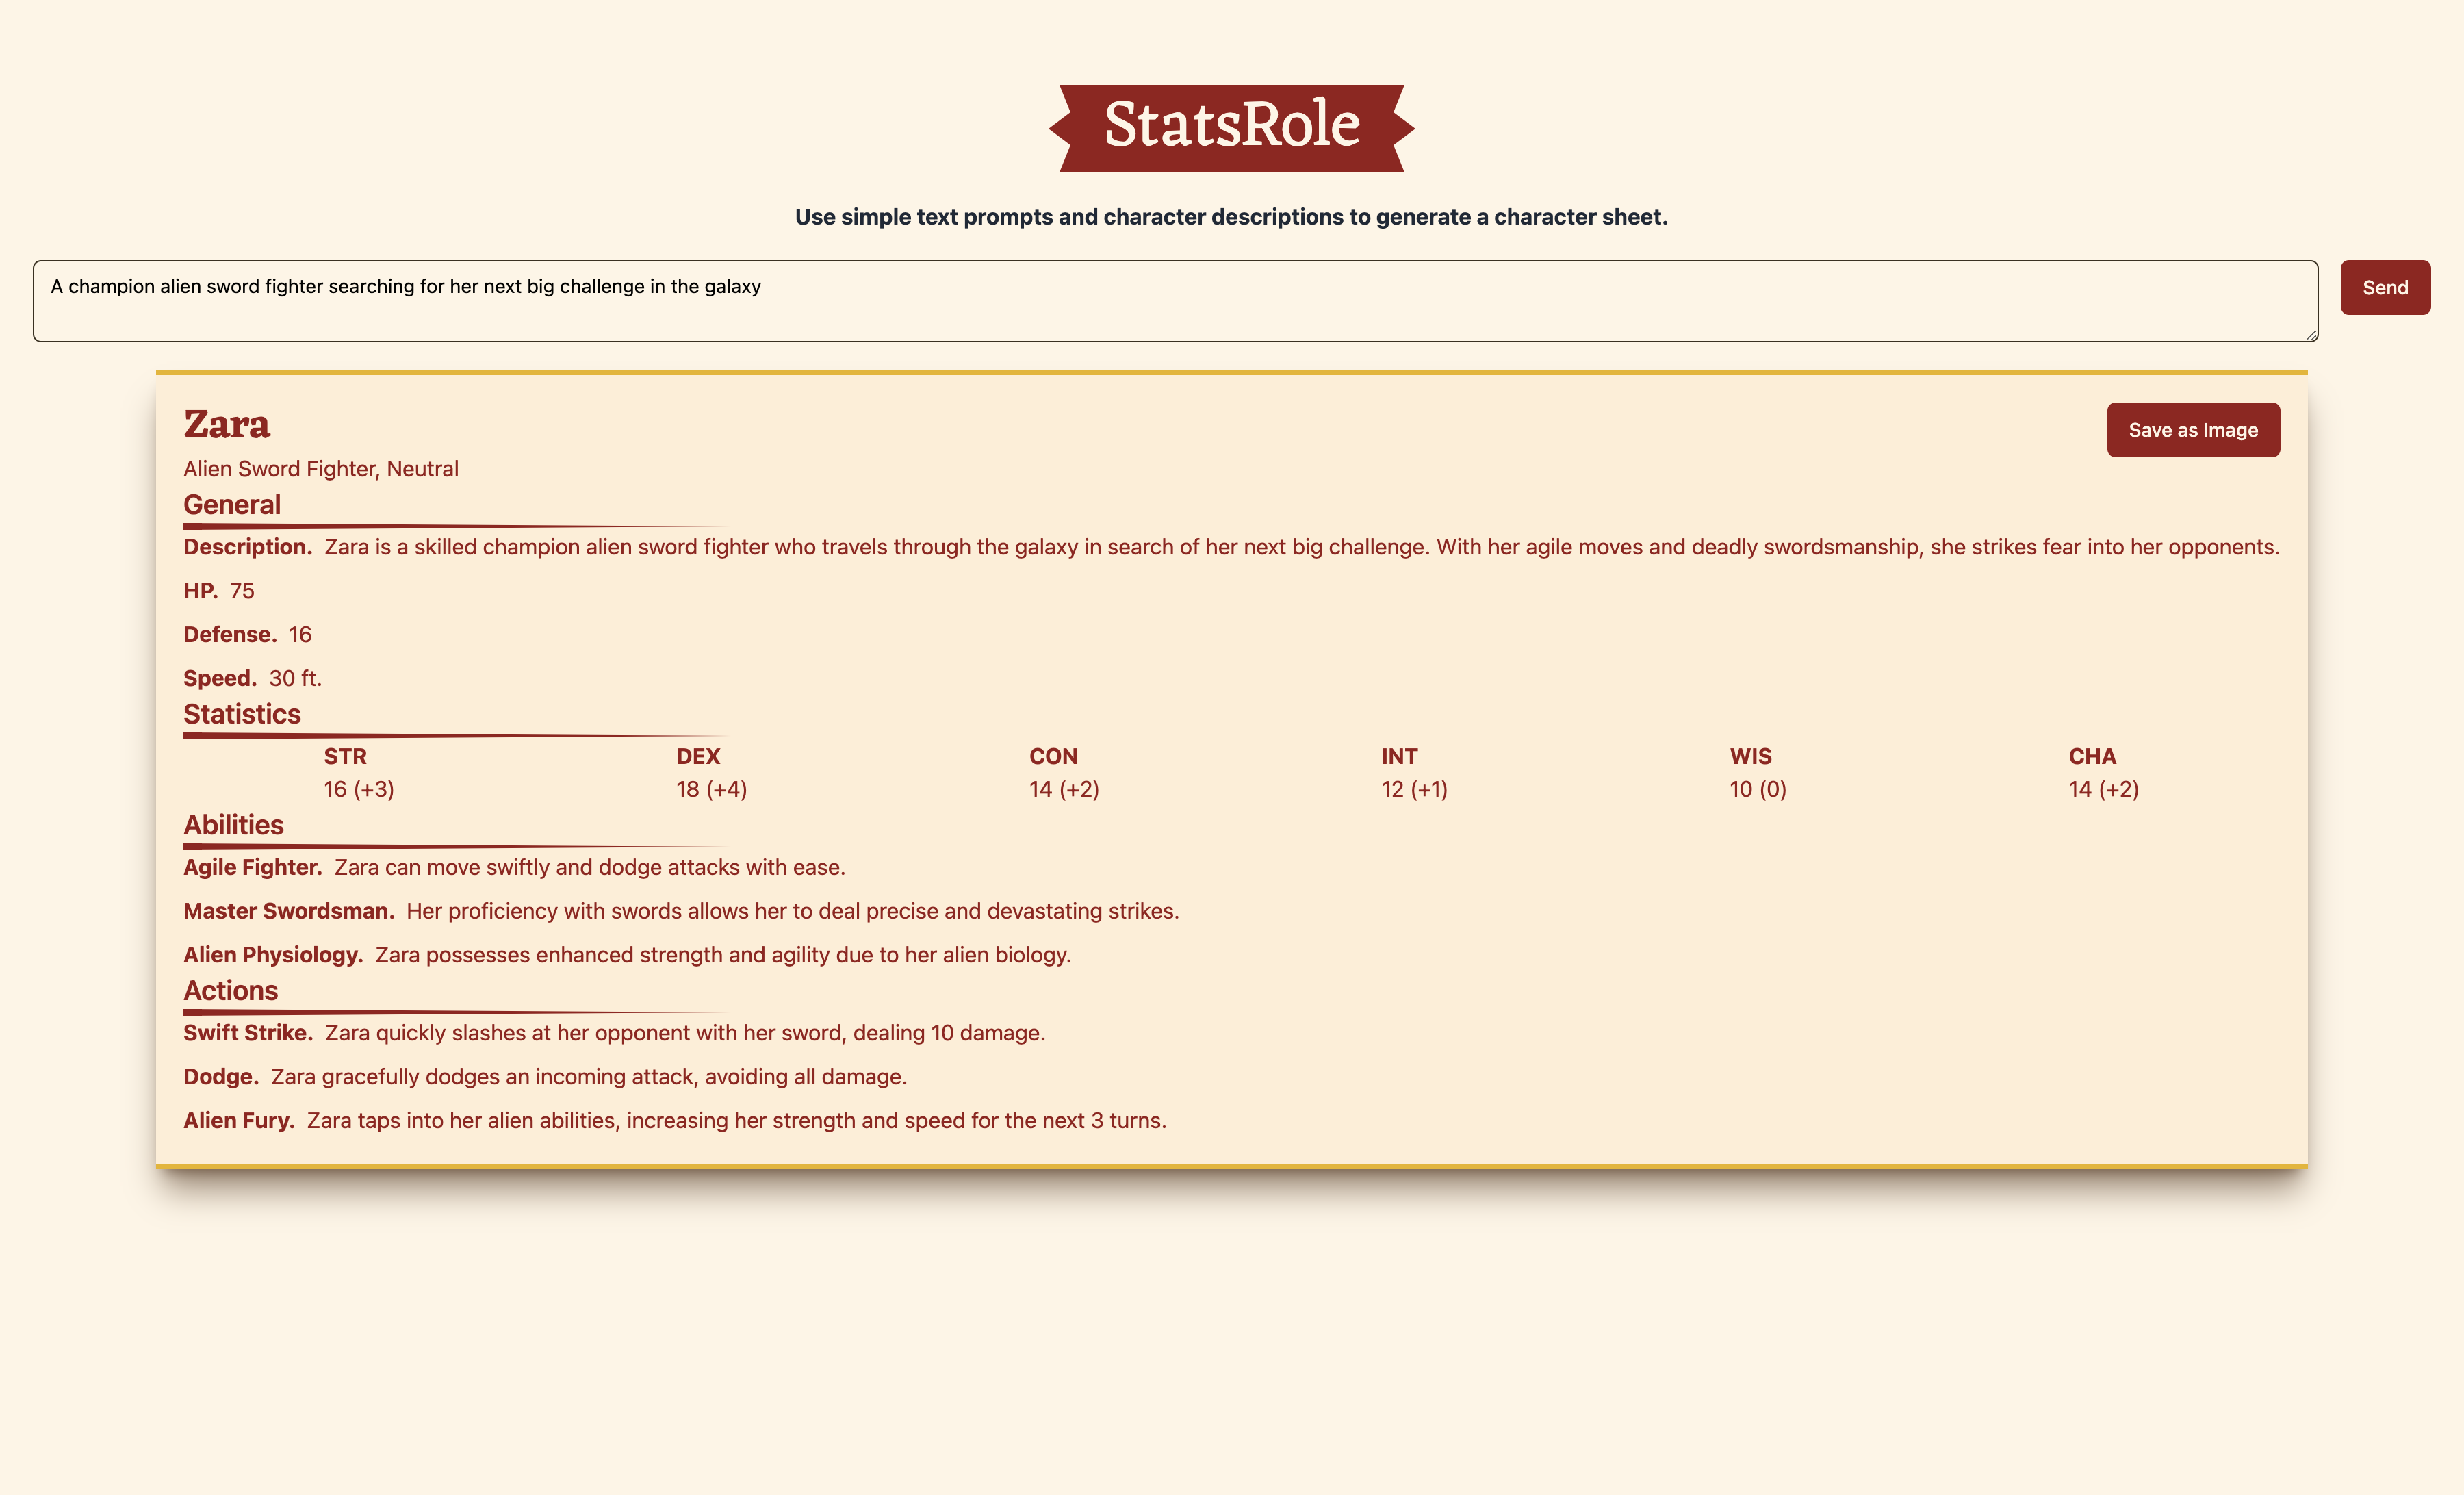 StatsRole
Use simple text prompts and character descriptions to generate a character sheet.
A champion alien sword fighter searching for her next big challenge in the galaxy
Send
Zara
Save as Image
Alien Sword Fighter, Neutral
General
Description. Zara is a skilled champion alien sword fighter who travels through the galaxy in search of her next big challenge. With her agile moves and deadly swordsmanship, she strikes fear into her opponents.
HP. 75
Defense. 16
Speed. 30 ft.
Statistics
STR DEX CON INT WIS CHA
16 (+3) 18 (+4) 14 (+2) 12 (+1) 10 (0) 14 (+2)
Abilities
Agile Fighter. Zara can move swiftly and dodge attacks with ease.
Master Swordsman. Her proficiency with swords allows her to deal precise and devastating strikes.
Alien Physiology. Zara possesses enhanced strength and agility due to her alien biology.
Actions
Swift Strike. Zara quickly slashes at her opponent with her sword, dealing 10 damage.
Dodge. Zara gracefully dodges an incoming attack, avoiding all damage.
Alien Fury. Zara taps into her alien abilities, increasing her strength and speed for the next 3 turns.